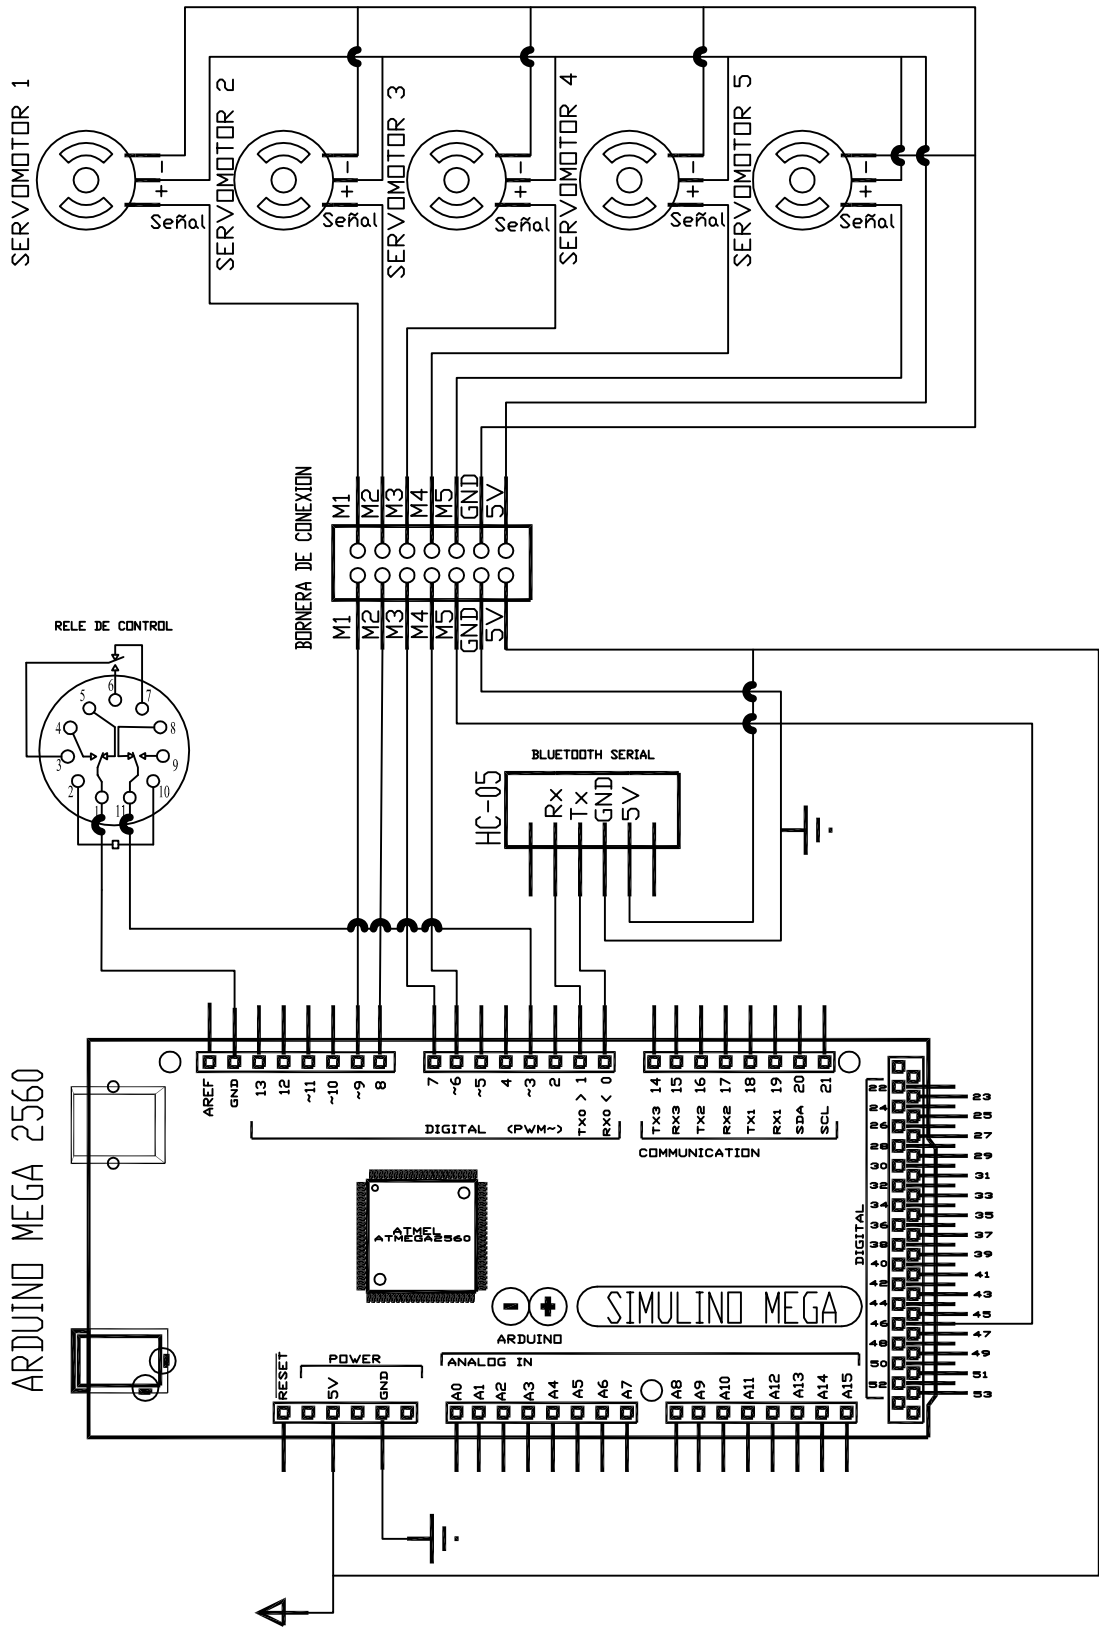 SERVOMOTOR 1
SERVOMOTOR 2
SERVOMOTOR 3
SERVOMOTOR 4
SERVOMOTOR 5
- + Señal
- + Señal
- + Señal
- + Señal
- + Señal
BORNERA DE CONEXION
M1 M2 M3 M4 M5 GND 5V
M1 M2 M3 M4 M5 GND 5V
RELE DE CONTROL
1 2 3 4 5 6 7 8 9 10 11
BLUETOOTH SERIAL
HC-05
Rx
Tx
GND
5V
ARDUINO MEGA 2560
AREF
GND
13
12
~11
~10
~9
8
7
~6
~5
4
~3
2
TX0 > 1
RX0 < 0
DIGITAL (PWM~)
TX3 14
RX3 15
TX2 16
RX2 17
TX1 18
RX1 19
SDA 20
SCL 21
COMMUNICATION
DIGITAL
22 24 26 28 30 32 34 36 38 40 42 44 46 48 50 52
23 25 27 29 31 33 35 37 39 41 43 45 47 49 51 53
ATMEL
ATMEGA2560
- +
ARDUINO
SIMULINO MEGA
POWER
RESET
5V
GND
ANALOG IN
A0 A1 A2 A3 A4 A5 A6 A7
A8 A9 A10 A11 A12 A13 A14 A15